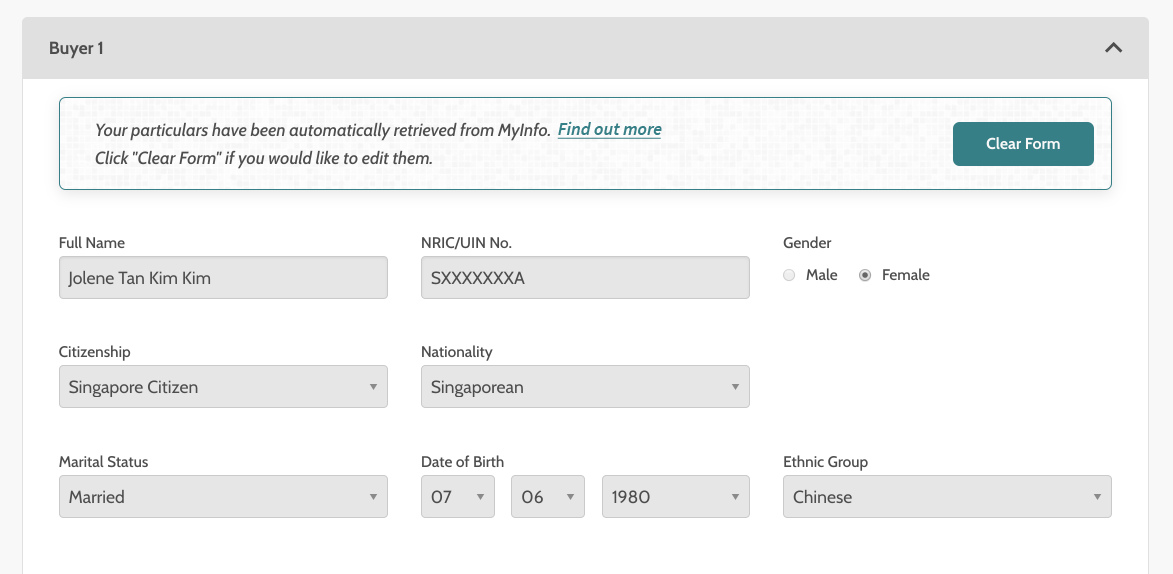 Buyer 1
Your particulars have been automatically retrieved from MyInfo. Find out more
Click "Clear Form" if you would like to edit them.
Clear Form
Full Name
NRIC/UIN No.
Gender
Jolene Tan Kim Kim
SXXXXXXXA
Male
Female
Citizenship
Nationality
Singapore Citizen
Singaporean
Marital Status
Date of Birth
Ethnic Group
Married
07
06
1980
Chinese